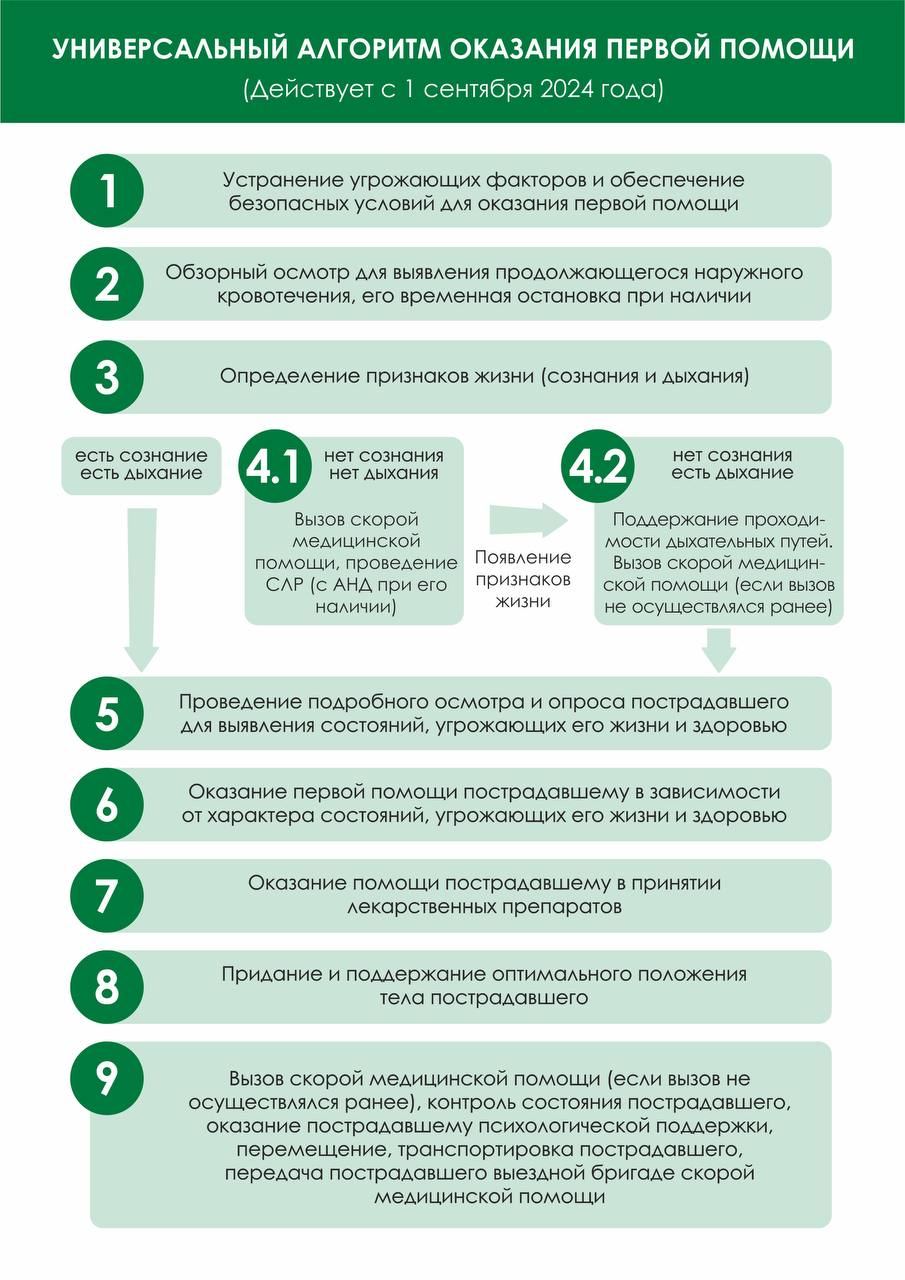 УНИВЕРСАЛЬНЫЙ АЛГОРИТМ ОКАЗАНИЯ ПЕРВОЙ ПОМОЩИ
(Действует с 1 сентября 2024 года)
1
Устранение угрожающих факторов и обеспечение
безопасных условий для оказания первой помощи
2
Обзорный осмотр для выявления продолжающегося наружного
кровотечения, его временная остановка при наличии
3
Определение признаков жизни (сознания и дыхания)
есть сознание
есть дыхание
4.1
нет сознания
нет дыхания
Вызов скорой
медицинской
помощи, проведение
СЛР (с АНД при его
наличии)
Появление
признаков
жизни
4.2
нет сознания
есть дыхание
Поддержание проходи-
мости дыхательных путей.
Вызов скорой медицин-
ской помощи (если вызов
не осуществлялся ранее)
5
Проведение подробного осмотра и опроса пострадавшего
для выявления состояний, угрожающих его жизни и здоровью
6
Оказание первой помощи пострадавшему в зависимости
от характера состояний, угрожающих его жизни и здоровью
7
Оказание помощи пострадавшему в принятии
лекарственных препаратов
8
Придание и поддержание оптимального положения
тела пострадавшего
9
Вызов скорой медицинской помощи (если вызов не
осуществлялся ранее), контроль состояния пострадавшего,
оказание пострадавшему психологической поддержки,
перемещение, транспортировка пострадавшего,
передача пострадавшего выездной бригаде скорой
медицинской помощи